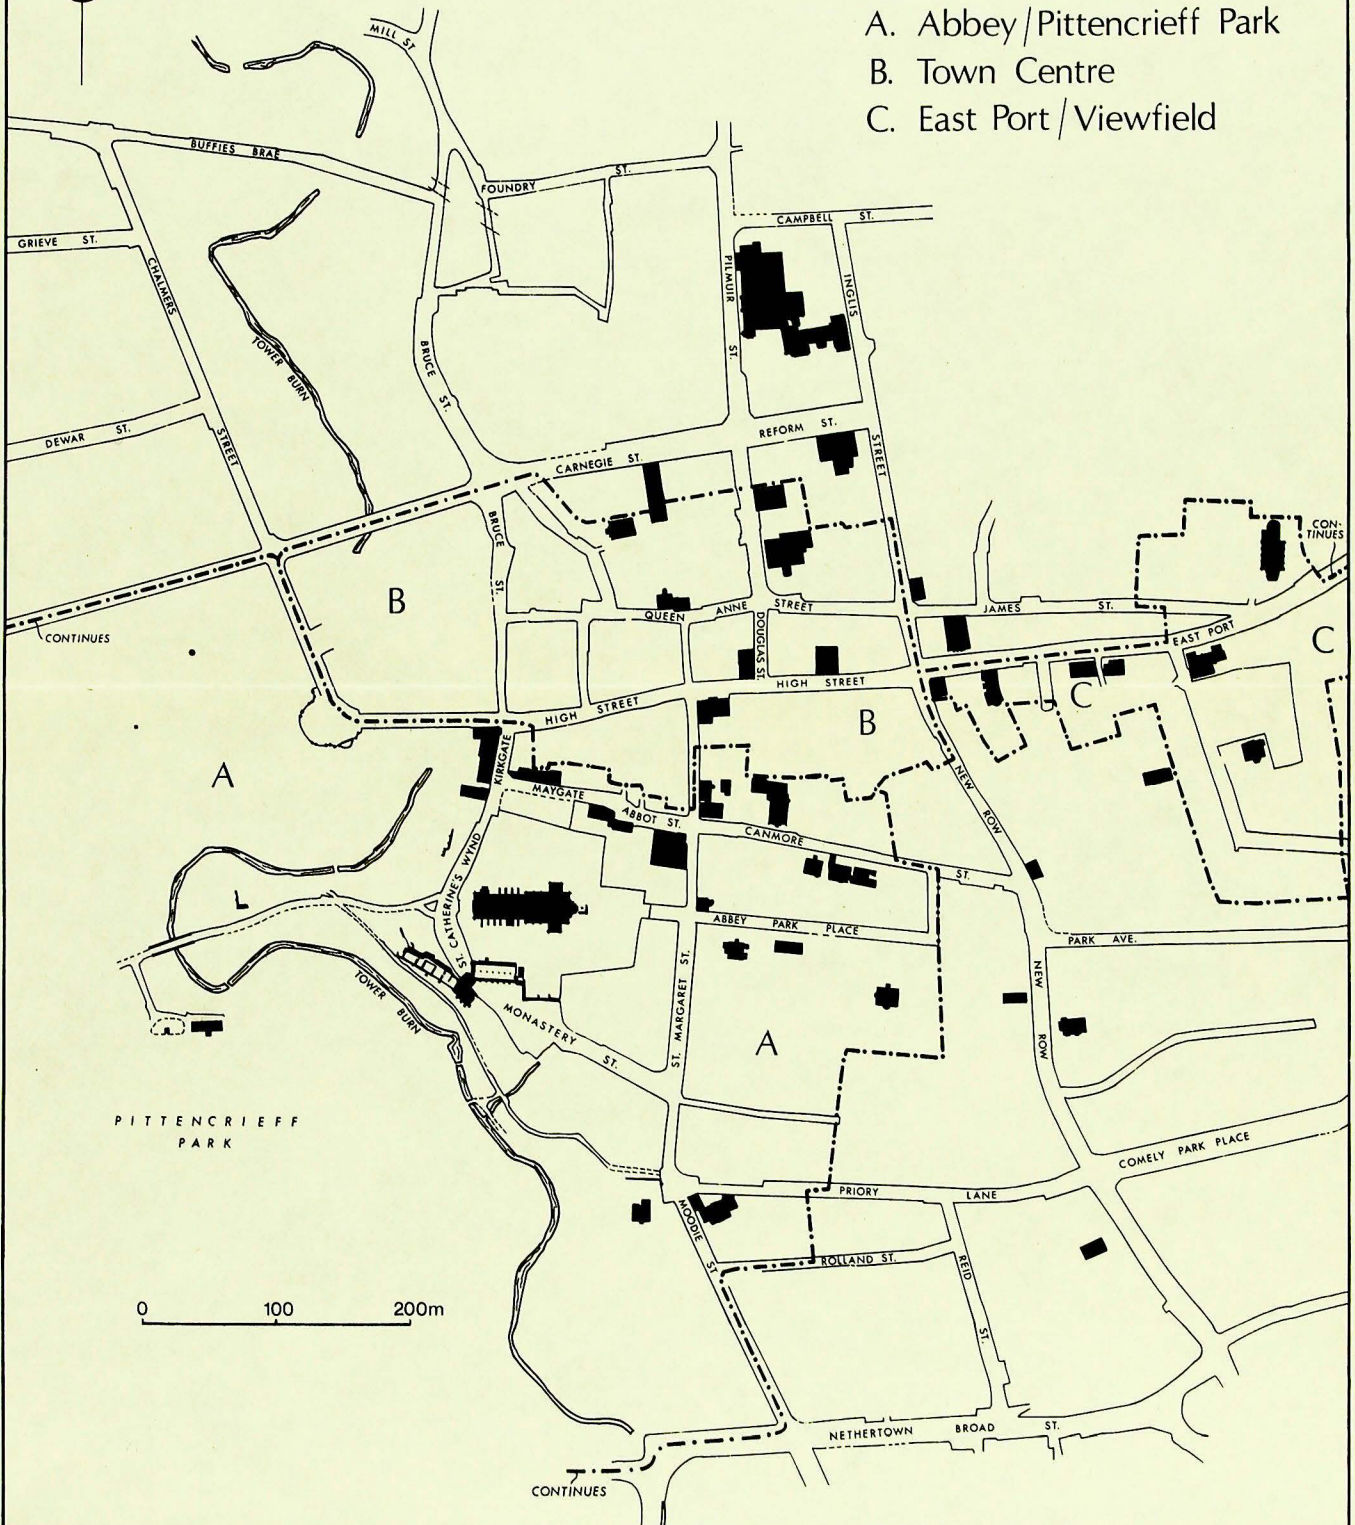 A. Abbey/Pittencrieff Park
B. Town Centre
C. East Port/Viewfield
MILL ST.
BUFFIES BRAE
FOUNDRY ST.
CAMPBELL ST.
GRIEVE ST.
CHALMERS STREET
TOWER BURN
BRUCE ST.
PILMUIR ST.
INGLIS STREET
DEWAR ST.
REFORM ST.
CARNEGIE ST.
BRUCE ST.
CON-
TINUES
B
CONTINUES
QUEEN ANNE STREET
DOUGLAS ST.
JAMES ST.
EAST PORT
C
HIGH STREET
HIGH STREET
C
B
A
KIRKGATE
MAYGATE
ABBOT ST.
CANMORE ST.
NEW ROW
ST. CATHERINE'S WYND
L
ABBEY PARK PLACE
PARK AVE.
TOWER BURN
MONASTERY ST.
ST. MARGARET ST.
A
NEW ROW
PITTENCRIEFF
PARK
COMELY PARK PLACE
PRIORY LANE
MOODIE ST.
ROLLAND ST.
REID ST.
0 100 200m
NETHERTOWN BROAD ST.
CONTINUES